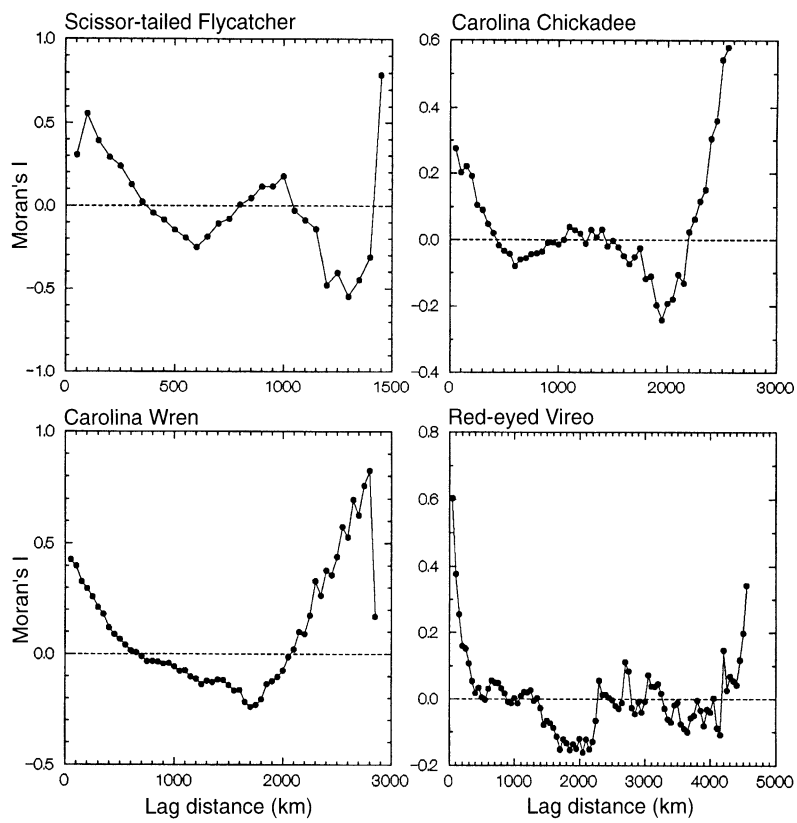 Scissor-tailed Flycatcher
1.0
0.5
0.0
−0.5
−1.0
Moran's I
0 500 1000 1500
Carolina Chickadee
0.6
0.4
0.2
0.0
−0.2
−0.4
0 1000 2000 3000
Carolina Wren
1.0
0.5
0.0
−0.5
Moran's I
0 1000 2000 3000
Lag distance (km)
Red-eyed Vireo
0.8
0.6
0.4
0.2
0.0
−0.2
0 1000 2000 3000 4000 5000
Lag distance (km)